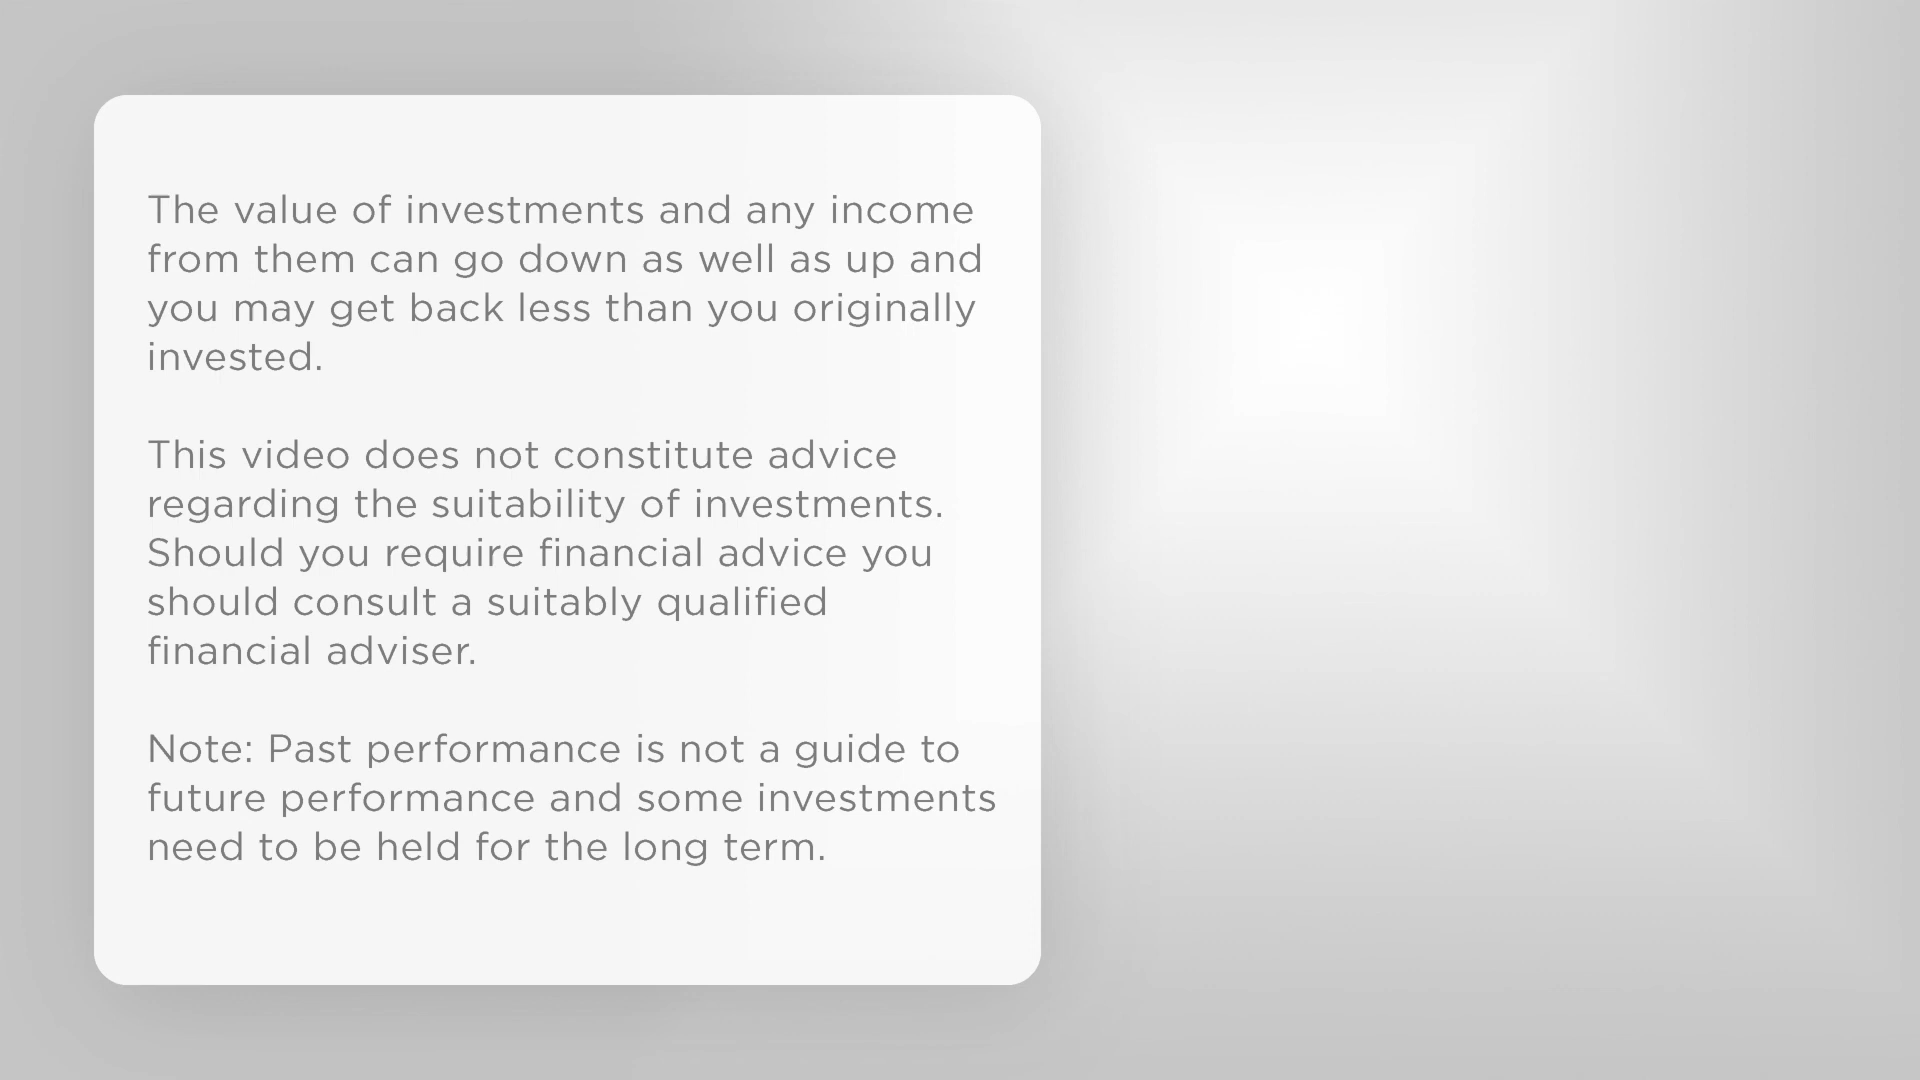 The value of investments and any income
from them can go down as well as up and
you may get back less than you originally
invested.
This video does not constitute advice
regarding the suitability of investments.
Should you require financial advice you
should consult a suitably qualified
financial adviser.
Note: Past performance is not a guide to
future performance and some investments
need to be held for the long term.